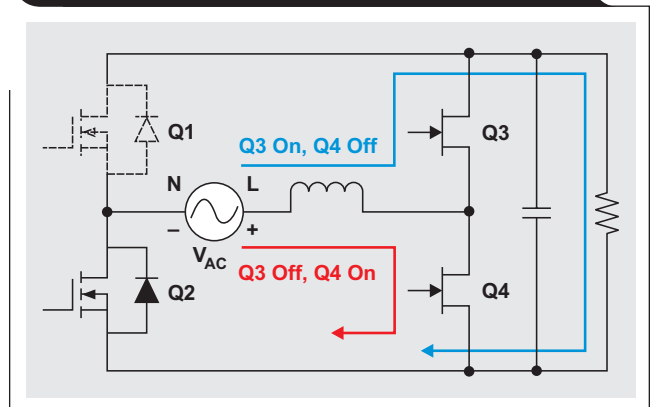 Q1
Q3 On, Q4 Off
Q3
N
L
–
+
V_AC
Q3 Off, Q4 On
Q2
Q4